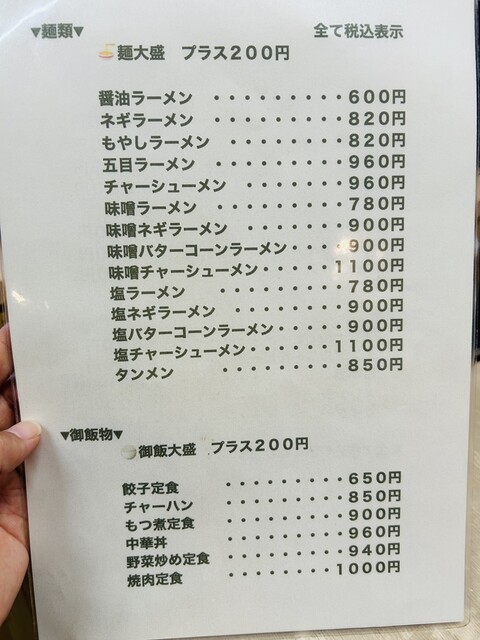 ▼麺類▼ 全て税込表示
麺大盛 プラス200円
醤油ラーメン ・・・・・・・・・600円
ネギラーメン ・・・・・・・・・820円
もやしラーメン ・・・・・・・・820円
五目ラーメン ・・・・・・・・・960円
チャーシューメン ・・・・・・・960円
味噌ラーメン ・・・・・・・・・780円
味噌ネギラーメン ・・・・・・・900円
味噌バターコーンラーメン・・・・900円
味噌チャーシューメン・・・・・1100円
塩ラーメン ・・・・・・・・・780円
塩ネギラーメン ・・・・・・・・900円
塩バターコーンラーメン・・・・・900円
塩チャーシューメン・・・・・・1100円
タンメン ・・・・・・・・・850円
▼御飯物▼
御飯大盛 プラス200円
餃子定食 ・・・・・・・・・650円
チャーハン ・・・・・・・・・850円
もつ煮定食 ・・・・・・・・・900円
中華丼 ・・・・・・・・・960円
野菜炒め定食 ・・・・・・・・・940円
焼肉定食 ・・・・・・・・1000円